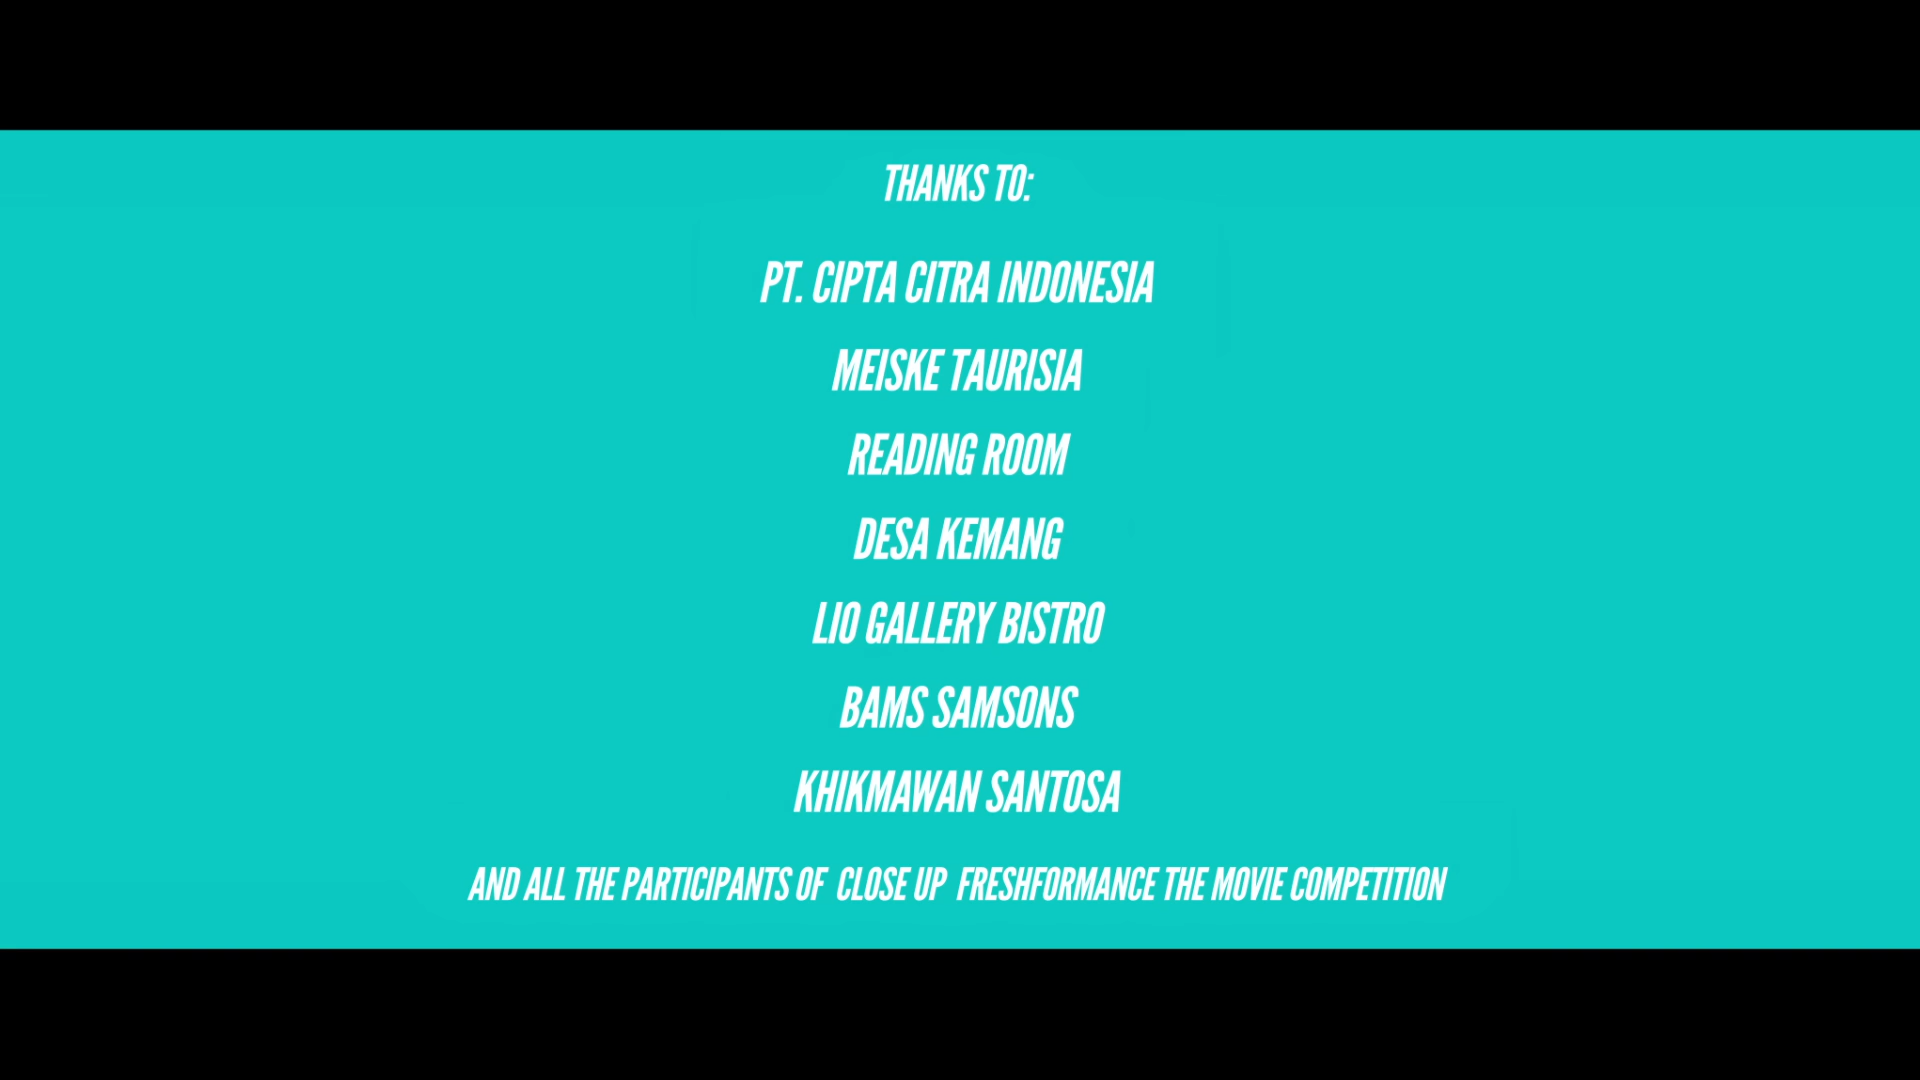 THANKS TO:
PT. CIPTA CITRA INDONESIA
MEISKE TAURISIA
READING ROOM
DESA KEMANG
LIO GALLERY BISTRO
BAMS SAMSONS
KHIKMAWAN SANTOSA
AND ALL THE PARTICIPANTS OF CLOSE UP FRESHFORMANCE THE MOVIE COMPETITION